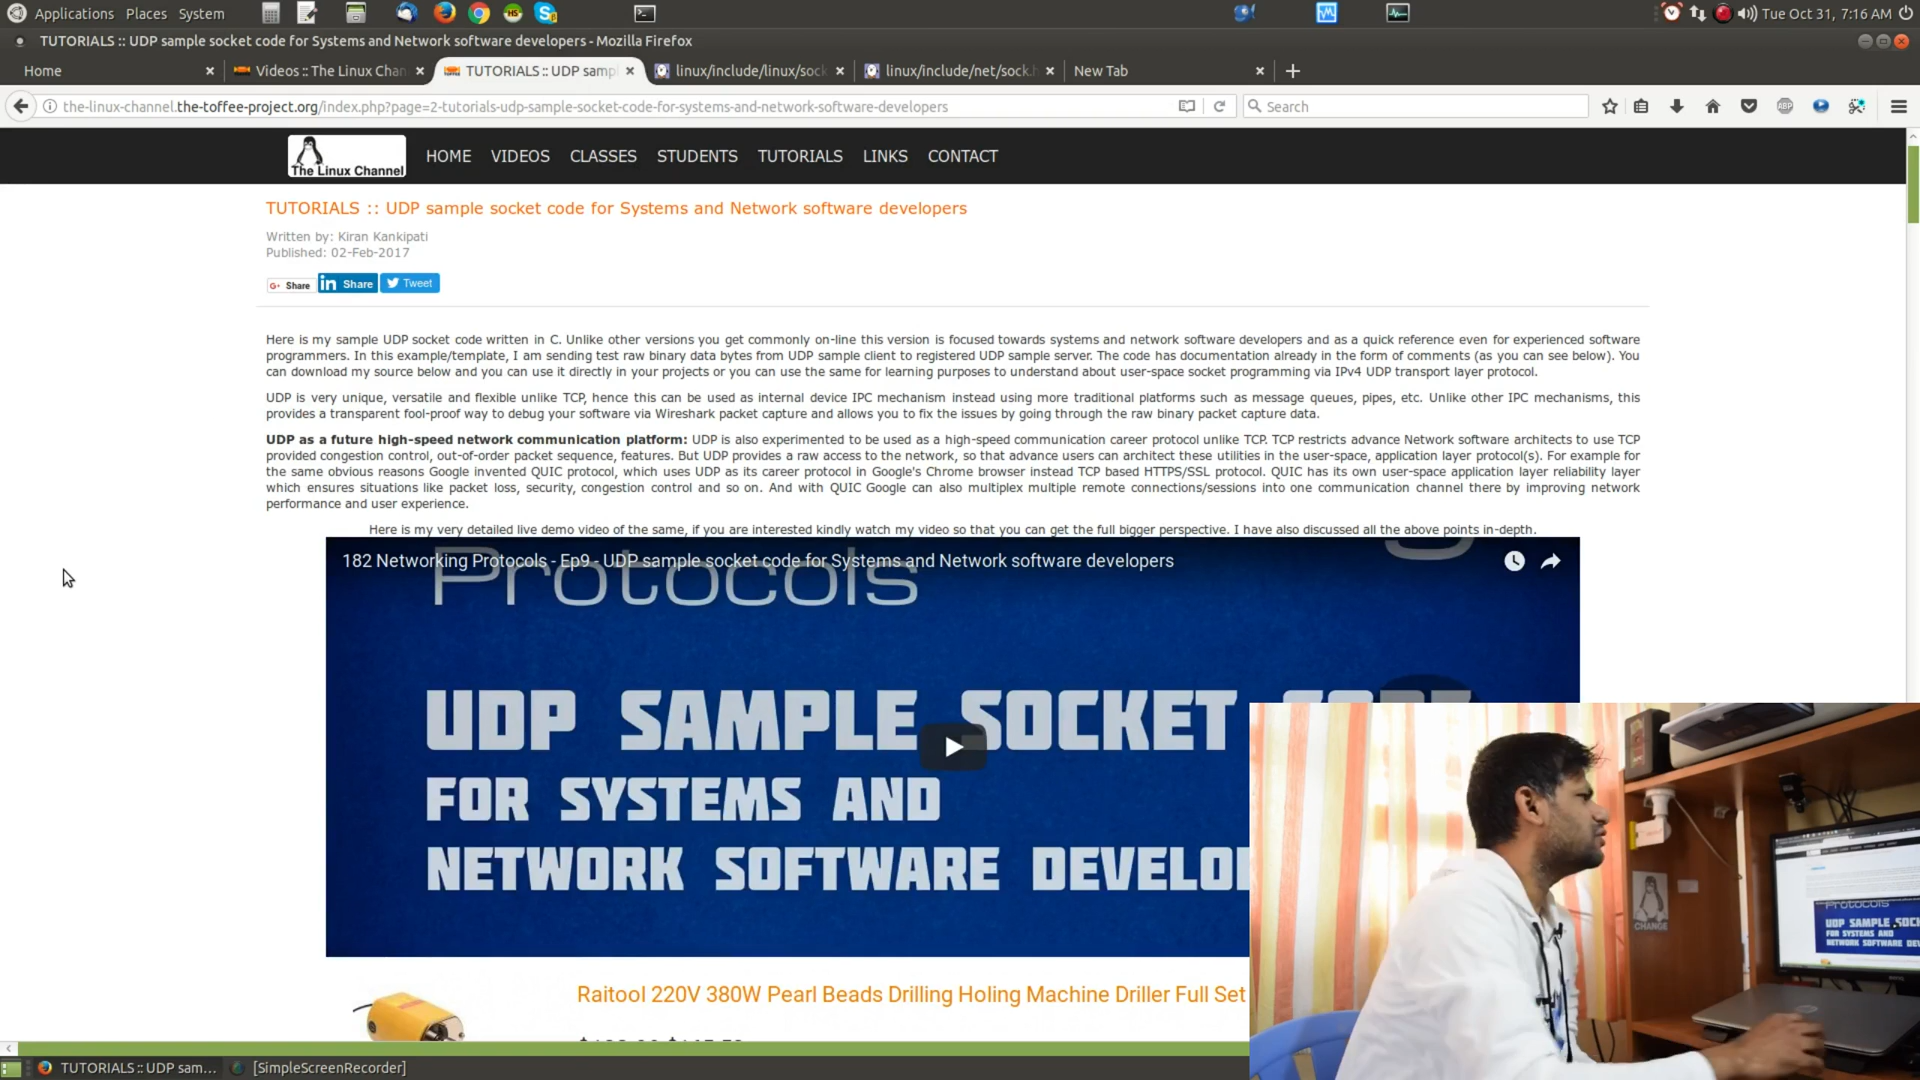 Applications Places System
Tue Oct 31, 7:16 AM
TUTORIALS :: UDP sample socket code for Systems and Network software developers - Mozilla Firefox
Home
Videos :: The Linux Chan
TUTORIALS :: UDP samp
linux/include/linux/sock
linux/include/net/sock.h
New Tab
the-linux-channel.the-toffee-project.org/index.php?page=2-tutorials-udp-sample-socket-code-for-systems-and-network-software-developers
Search
ABP
The Linux Channel
HOME VIDEOS CLASSES STUDENTS TUTORIALS LINKS CONTACT
TUTORIALS :: UDP sample socket code for Systems and Network software developers
Written by: Kiran Kankipati
Published: 02-Feb-2017
G+ Share
in Share
Tweet
Here is my sample UDP socket code written in C. Unlike other versions you get commonly on-line this version is focused towards systems and network software developers and as a quick reference even for experienced software
programmers. In this example/template, I am sending test raw binary data bytes from UDP sample client to registered UDP sample server. The code has documentation already in the form of comments (as you can see below). You
can download my source below and you can use it directly in your projects or you can use the same for learning purposes to understand about user-space socket programming via IPv4 UDP transport layer protocol.
UDP is very unique, versatile and flexible unlike TCP, hence this can be used as internal device IPC mechanism instead using more traditional platforms such as message queues, pipes, etc. Unlike other IPC mechanisms, this
provides a transparent fool-proof way to debug your software via Wireshark packet capture and allows you to fix the issues by going through the raw binary packet capture data.
UDP as a future high-speed network communication platform: UDP is also experimented to be used as a high-speed communication career protocol unlike TCP. TCP restricts advance Network software architects to use TCP
provided congestion control, out-of-order packet sequence, features. But UDP provides a raw access to the network, so that advance users can architect these utilities in the user-space, application layer protocol(s). For example for
the same obvious reasons Google invented QUIC protocol, which uses UDP as its career protocol in Google's Chrome browser instead TCP based HTTPS/SSL protocol. QUIC has its own user-space application layer reliability layer
which ensures situations like packet loss, security, congestion control and so on. And with QUIC Google can also multiplex multiple remote connections/sessions into one communication channel there by improving network
performance and user experience.
Here is my very detailed live demo video of the same, if you are interested kindly watch my video so that you can get the full bigger perspective. I have also discussed all the above points in-depth.
182 Networking Protocols - Ep9 - UDP sample socket code for Systems and Network software developers
Protocols
UDP SAMPLE SOCKET
FOR SYSTEMS AND
NETWORK SOFTWARE DEVELO
CHANGE
Protocols
UDP SAMPLE SOCK
FOR SYSTEMS AND
NETWORK SOFTWARE DEV
Raitool 220V 380W Pearl Beads Drilling Holing Machine Driller Full Set
TUTORIALS :: UDP sam...
[SimpleScreenRecorder]